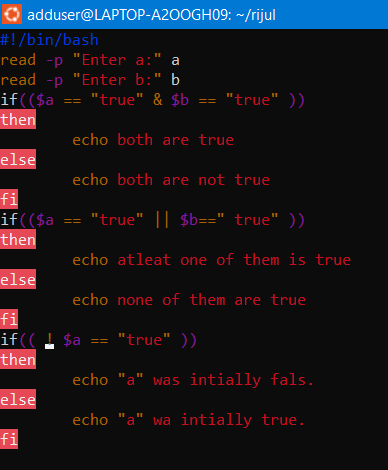 adduser@LAPTOP-A2OOGH09: ~/rijul
#!/bin/bash
read -p "Enter a:" a
read -p "Enter b:" b
if(($a == "true" & $b == "true" ))
then
        echo both are true
else
        echo both are not true
fi
if(($a == "true" || $b==" true" ))
then
        echo atleat one of them is true
else
        echo none of them are true
fi
if(( ! $a == "true" ))
then
        echo "a" was intially fals.
else
        echo "a" wa intially true.
fi